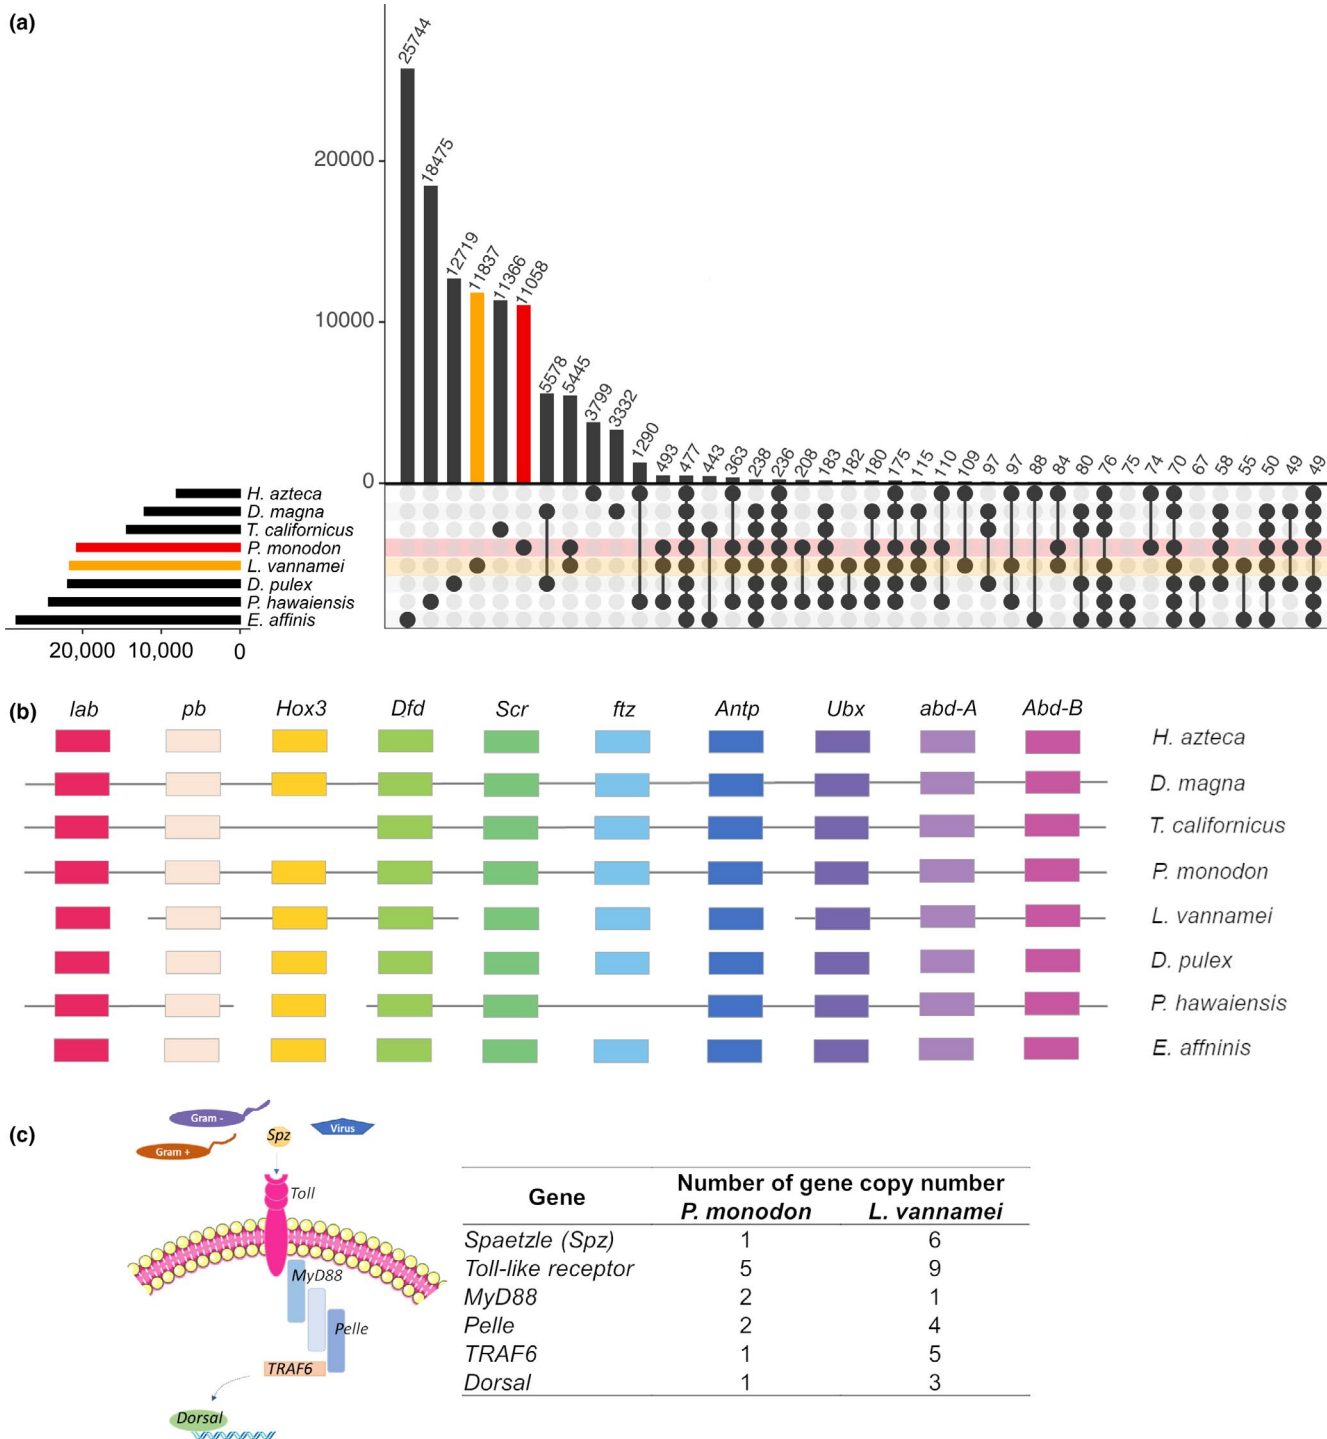 (a)
25744 18475 12719 11837 11366 11058 5578 5445 3799 3332 1290 493 477 443 363 238 236 208 183 182 180 175 115 110 109 97 97 88 84 80 76 75 74 70 67 58 55 50 49 49
20000
10000
0
H. azteca
D. magna
T. californicus
P. monodon
L. vannamei
D. pulex
P. hawaiensis
E. affinis
20,000 10,000 0
(b)
lab pb Hox3 Dfd Scr ftz Antp Ubx abd-A Abd-B
H. azteca
D. magna
T. californicus
P. monodon
L. vannamei
D. pulex
P. hawaiensis
E. affninis
(c)
Gram -
Gram +
Spz
Virus
Toll
MyD88
Pelle
TRAF6
Dorsal
Gene Number of gene copy number
P. monodon L. vannamei
Spaetzle (Spz) 1 6
Toll-like receptor 5 9
MyD88 2 1
Pelle 2 4
TRAF6 1 5
Dorsal 1 3